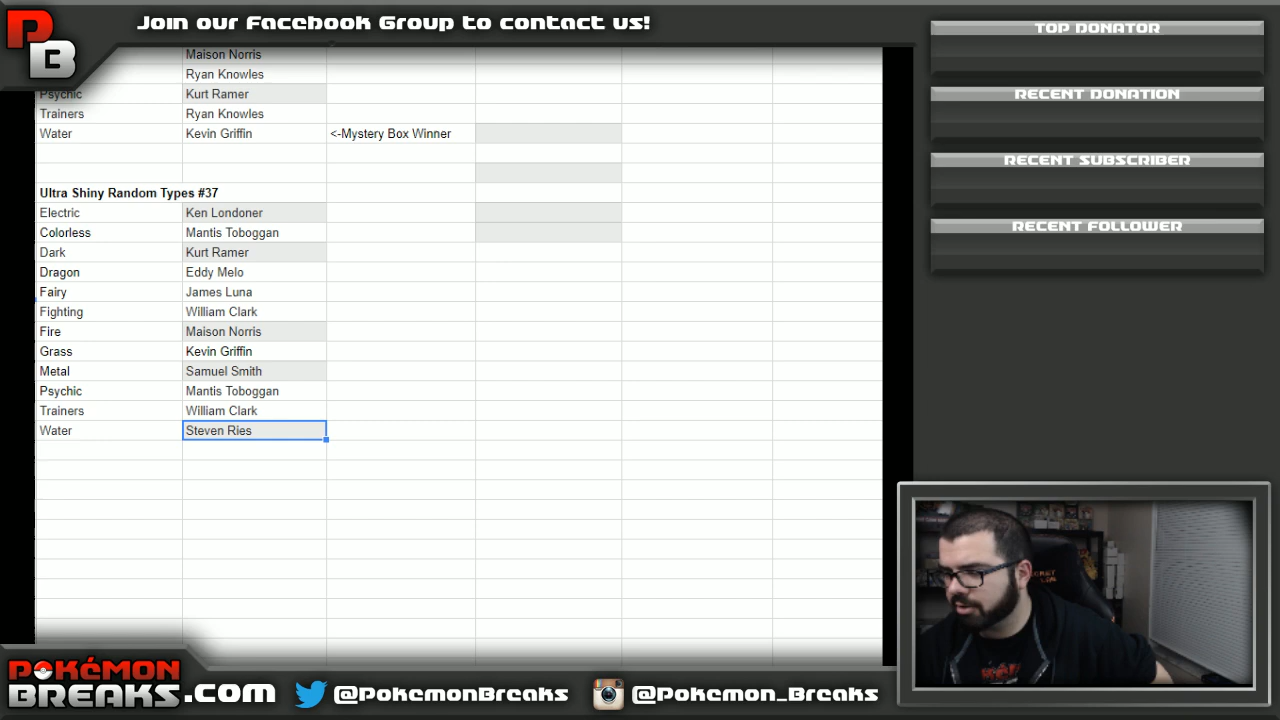 Join our Facebook Group to contact us!
PB
TOP DONATOR
RECENT DONATION
RECENT SUBSCRIBER
RECENT FOLLOWER
Maison Norris
Ryan Knowles
Psychic Kurt Ramer
Trainers Ryan Knowles
Water Kevin Griffin <-Mystery Box Winner
Ultra Shiny Random Types #37
Electric Ken Londoner
Colorless Mantis Toboggan
Dark Kurt Ramer
Dragon Eddy Melo
Fairy James Luna
Fighting William Clark
Fire Maison Norris
Grass Kevin Griffin
Metal Samuel Smith
Psychic Mantis Toboggan
Trainers William Clark
Water Steven Ries
POKéMON
BREAKS.com @PokemonBreaks @Pokemon_Breaks